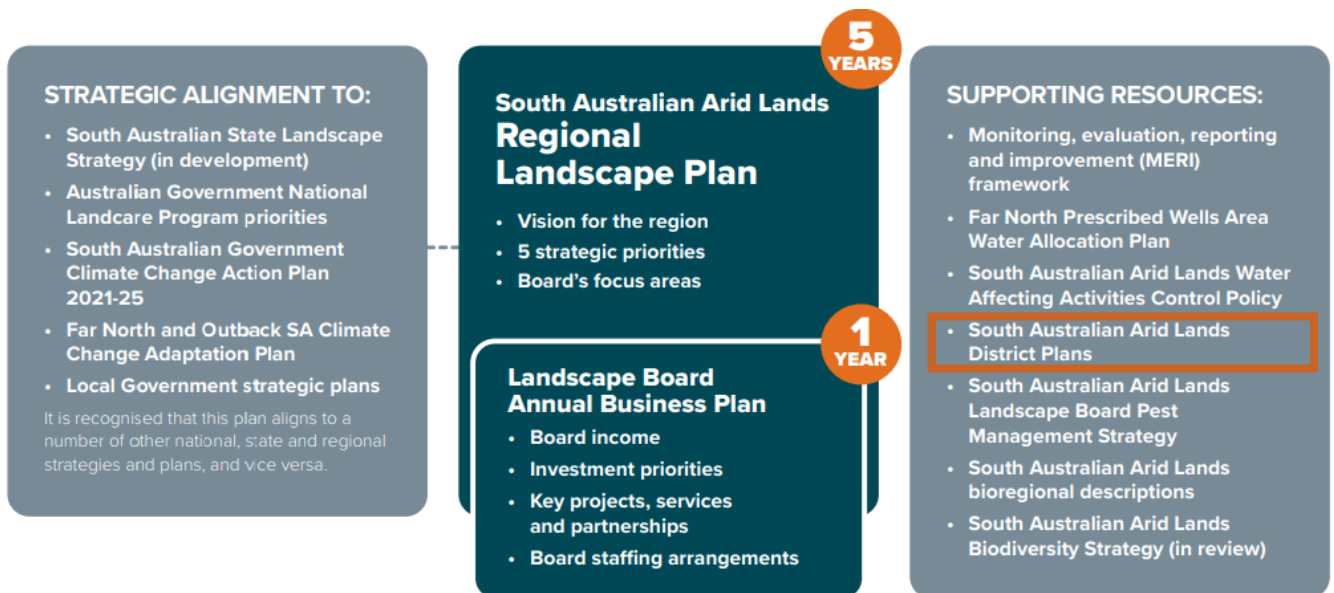 STRATEGIC ALIGNMENT TO:
• South Australian State Landscape
Strategy (in development)
• Australian Government National
Landcare Program priorities
• South Australian Government
Climate Change Action Plan
2021-25
• Far North and Outback SA Climate
Change Adaptation Plan
• Local Government strategic plans
It is recognised that this plan aligns to a
number of other national, state and regional
strategies and plans, and vice versa.
5
YEARS
South Australian Arid Lands
Regional
Landscape Plan
• Vision for the region
• 5 strategic priorities
• Board's focus areas
1
YEAR
Landscape Board
Annual Business Plan
• Board income
• Investment priorities
• Key projects, services
and partnerships
• Board staffing arrangements
SUPPORTING RESOURCES:
• Monitoring, evaluation, reporting
and improvement (MERI)
framework
• Far North Prescribed Wells Area
Water Allocation Plan
• South Australian Arid Lands Water
Affecting Activities Control Policy
• South Australian Arid Lands
District Plans
• South Australian Arid Lands
Landscape Board Pest
Management Strategy
• South Australian Arid Lands
bioregional descriptions
• South Australian Arid Lands
Biodiversity Strategy (in review)